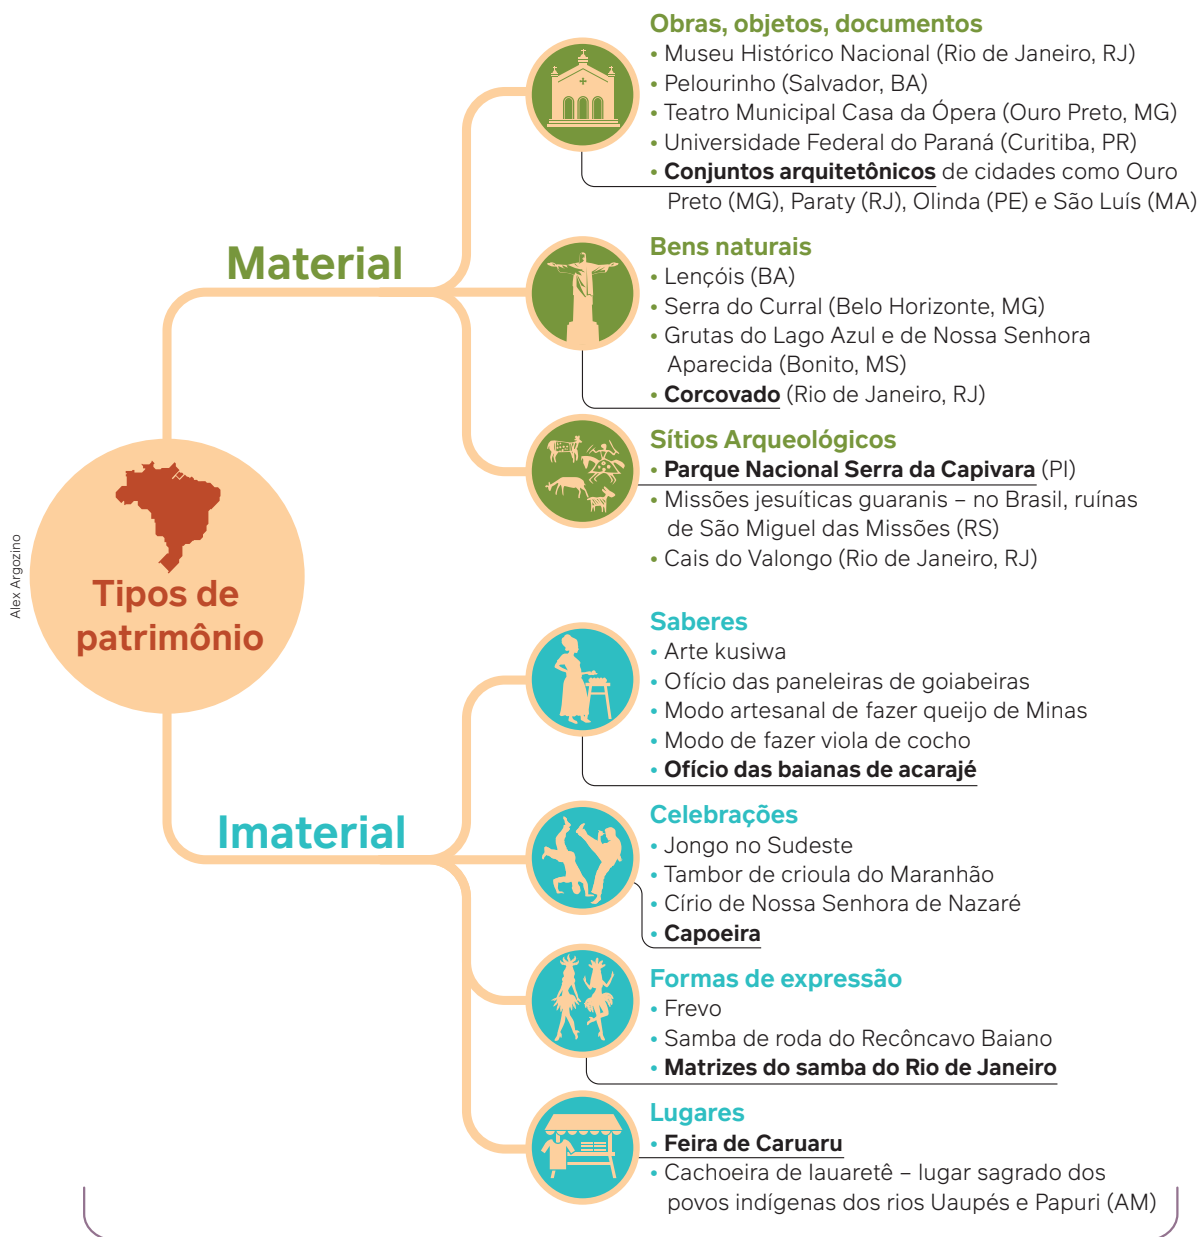 Obras, objetos, documentos
• Museu Histórico Nacional (Rio de Janeiro, RJ)
• Pelourinho (Salvador, BA)
• Teatro Municipal Casa da Ópera (Ouro Preto, MG)
• Universidade Federal do Paraná (Curitiba, PR)
• Conjuntos arquitetônicos de cidades como Ouro
Preto (MG), Paraty (RJ), Olinda (PE) e São Luís (MA)
Material
Bens naturais
• Lençóis (BA)
• Serra do Curral (Belo Horizonte, MG)
• Grutas do Lago Azul e de Nossa Senhora
Aparecida (Bonito, MS)
• Corcovado (Rio de Janeiro, RJ)
Sítios Arqueológicos
• Parque Nacional Serra da Capivara (PI)
• Missões jesuíticas guaranis – no Brasil, ruínas
de São Miguel das Missões (RS)
• Cais do Valongo (Rio de Janeiro, RJ)
Alex Argozino
Tipos de
patrimônio
Saberes
• Arte kusiwa
• Ofício das paneleiras de goiabeiras
• Modo artesanal de fazer queijo de Minas
• Modo de fazer viola de cocho
• Ofício das baianas de acarajé
Imaterial
Celebrações
• Jongo no Sudeste
• Tambor de crioula do Maranhão
• Círio de Nossa Senhora de Nazaré
• Capoeira
Formas de expressão
• Frevo
• Samba de roda do Recôncavo Baiano
• Matrizes do samba do Rio de Janeiro
Lugares
• Feira de Caruaru
• Cachoeira de Iauaretê – lugar sagrado dos
povos indígenas dos rios Uaupés e Papuri (AM)